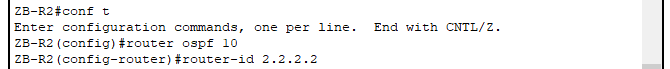 ZB-R2#conf t
Enter configuration commands, one per line.  End with CNTL/Z.
ZB-R2(config)#router ospf 10
ZB-R2(config-router)#router-id 2.2.2.2